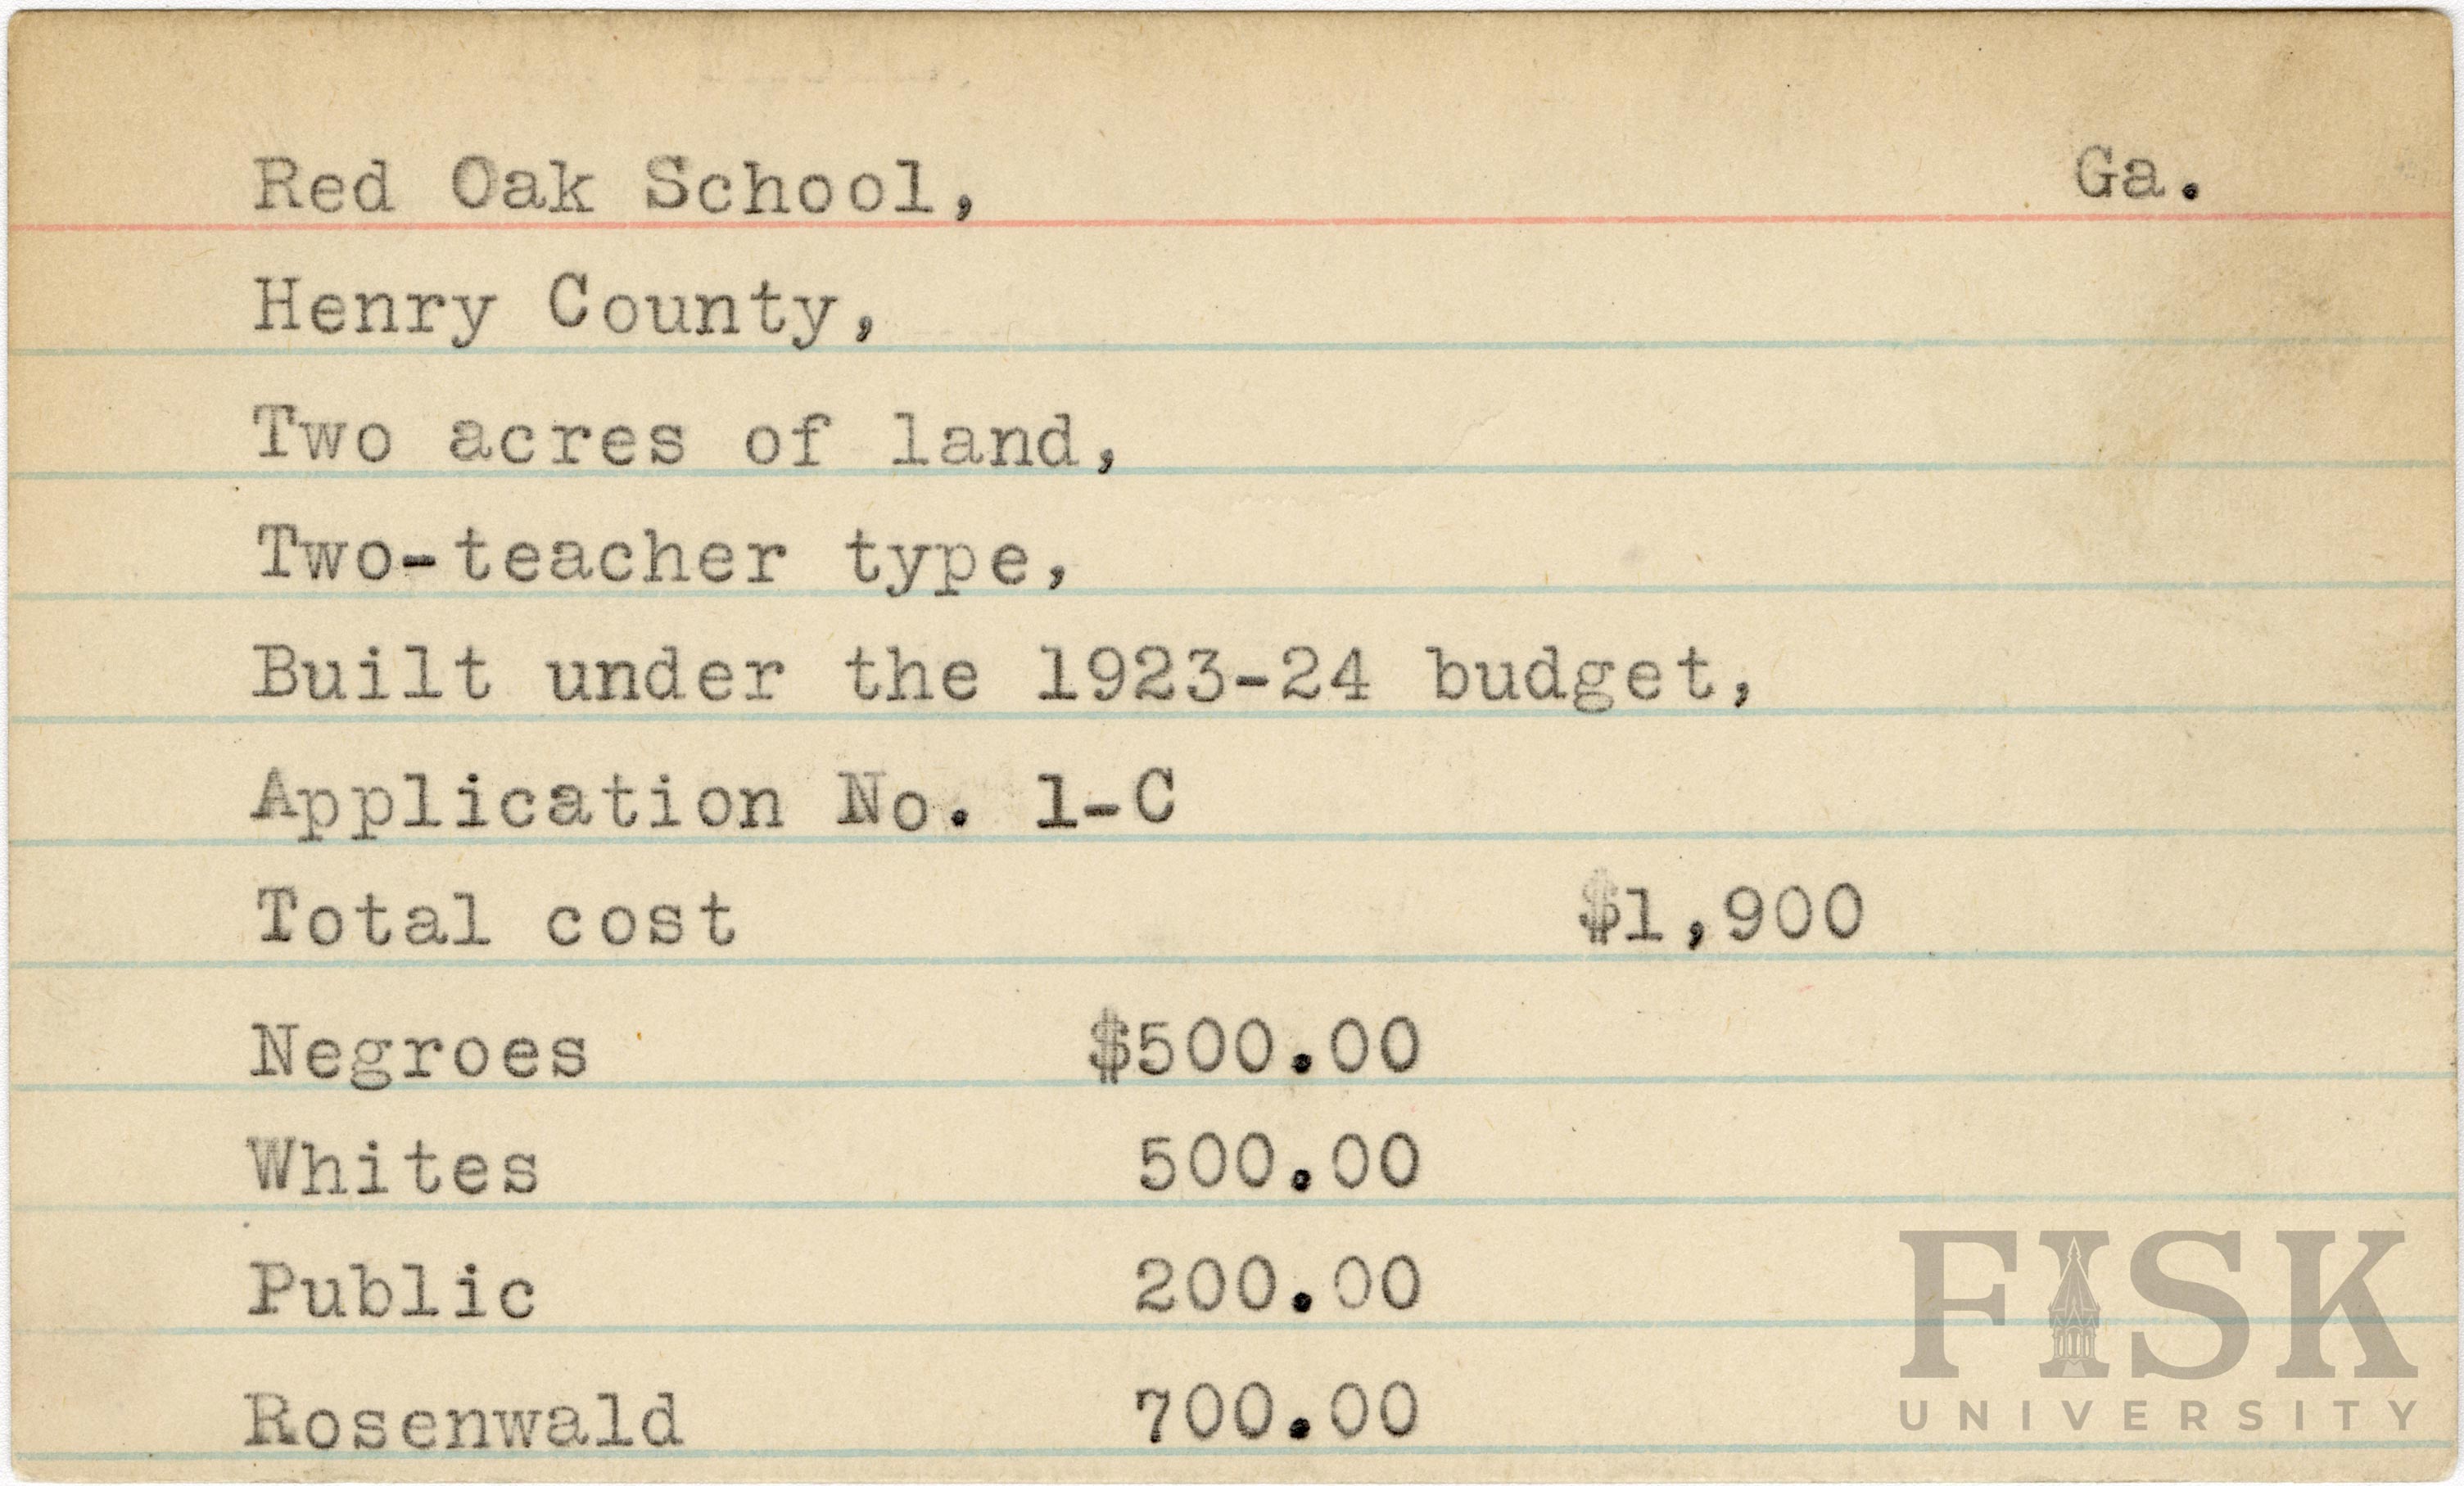 Red Oak School, Ga.
Henry County,
Two acres of land,
Two-teacher type,
Built under the 1923-24 budget,
Application No. 1-C
Total cost $1,900
Negroes $500.00
Whites 500.00
Public 200.00
Rosenwald 700.00
FISK
UNIVERSITY